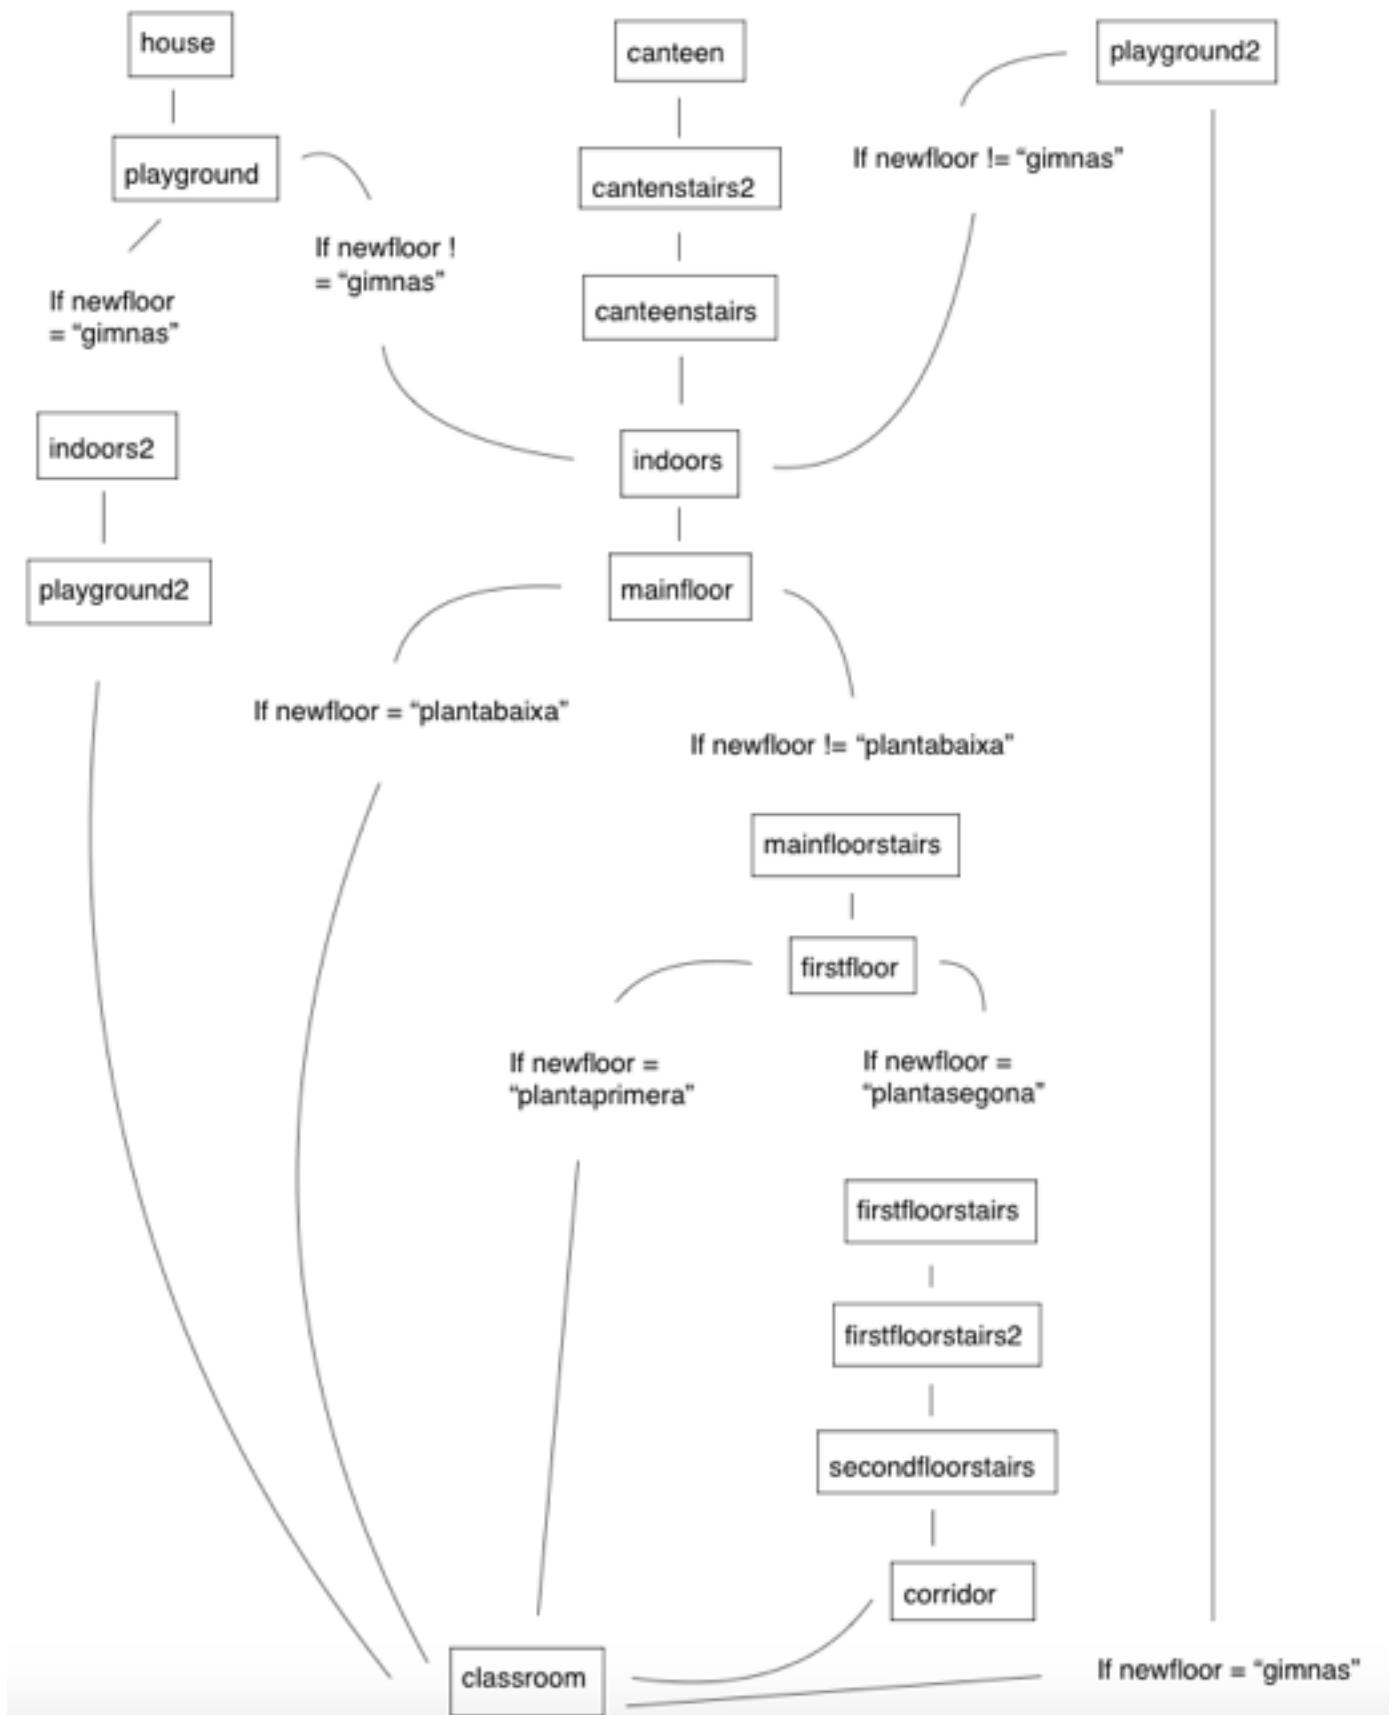 house
canteen
playground2
playground
cantenstairs2
If newfloor != “gimnas”
If newfloor !
= “gimnas”
If newfloor
= “gimnas”
canteenstairs
indoors2
indoors
playground2
mainfloor
If newfloor = “plantabaixa”
If newfloor != “plantabaixa”
mainfloorstairs
firstfloor
If newfloor =
“plantaprimera”
If newfloor =
“plantasegona”
firstfloorstairs
firstfloorstairs2
secondfloorstairs
corridor
classroom
If newfloor = “gimnas”